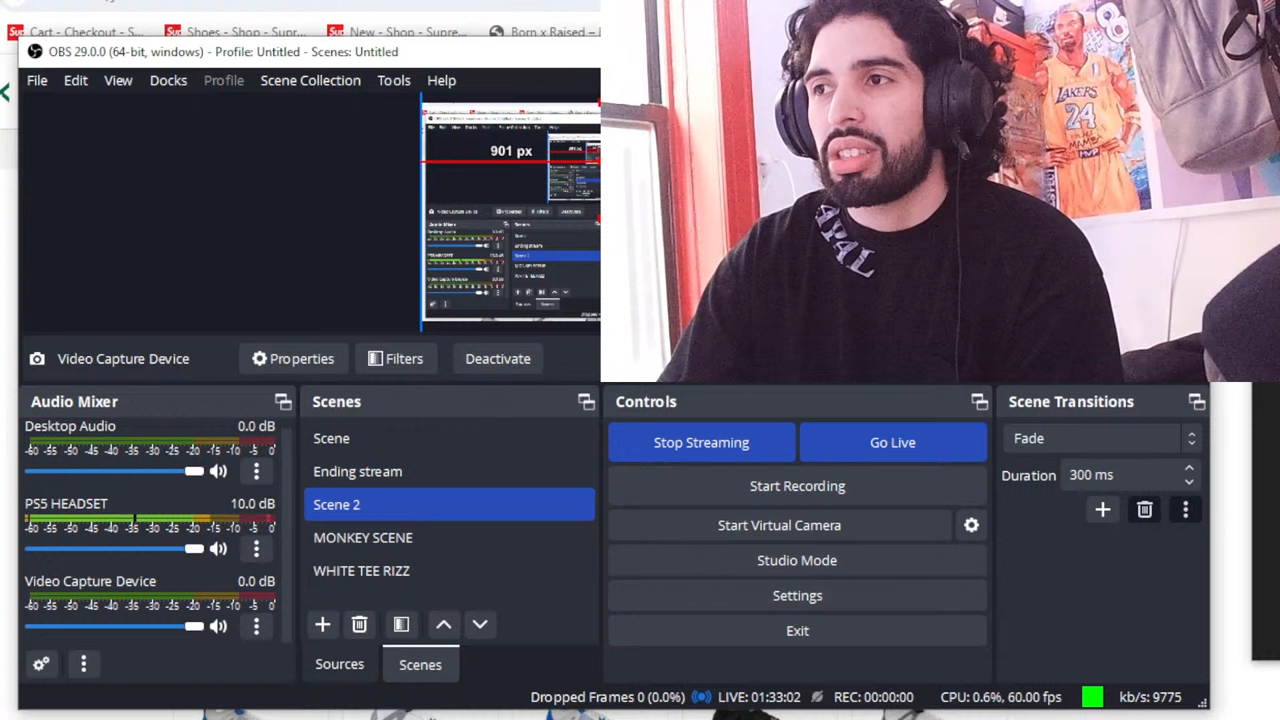 Cart - Checkout - S...
Shoes - Shop - Supr...
New - Shop - Supre...
Born x Raised –
OBS 29.0.0 (64-bit, windows) - Profile: Untitled - Scenes: Untitled
File Edit View Docks Profile Scene Collection Tools Help
901 px
LAKERS
24
MAMBA
MVP
Video Capture Device Properties Filters Deactivate
Audio Mixer
Desktop Audio 0.0 dB
-60 -55 -50 -45 -40 -35 -30 -25 -20 -15 -10 -5 0
PS5 HEADSET 10.0 dB
-60 -55 -50 -45 -40 -35 -30 -25 -20 -15 -10 -5 0
Video Capture Device 0.0 dB
-60 -55 -50 -45 -40 -35 -30 -25 -20 -15 -10 -5 0
Scenes
Scene
Ending stream
Scene 2
MONKEY SCENE
WHITE TEE RIZZ
Sources Scenes
Controls
Stop Streaming Go Live
Start Recording
Start Virtual Camera
Studio Mode
Settings
Exit
Scene Transitions
Fade
Duration 300 ms
Dropped Frames 0 (0.0%) LIVE: 01:33:02 REC: 00:00:00 CPU: 0.6%, 60.00 fps kb/s: 9775